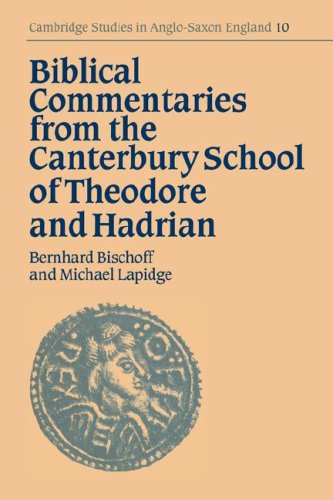 Cambridge Studies in Anglo-Saxon England 10
Biblical
Commentaries
from the
Canterbury School
of Theodore
and Hadrian
Bernhard Bischoff
and Michael Lapidge